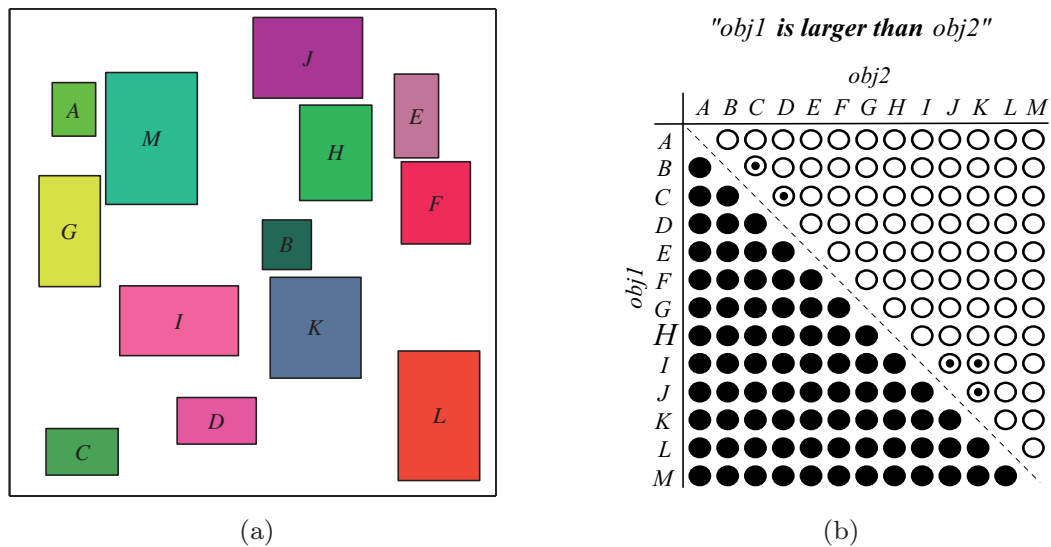 "obj1 is larger than obj2"
obj2
A B C D E F G H I J K L M
obj1
A
B
C
D
E
F
G
H
I
J
K
L
M
J
A
M
E
H
F
G
B
I
K
D
L
C
(a)
(b)